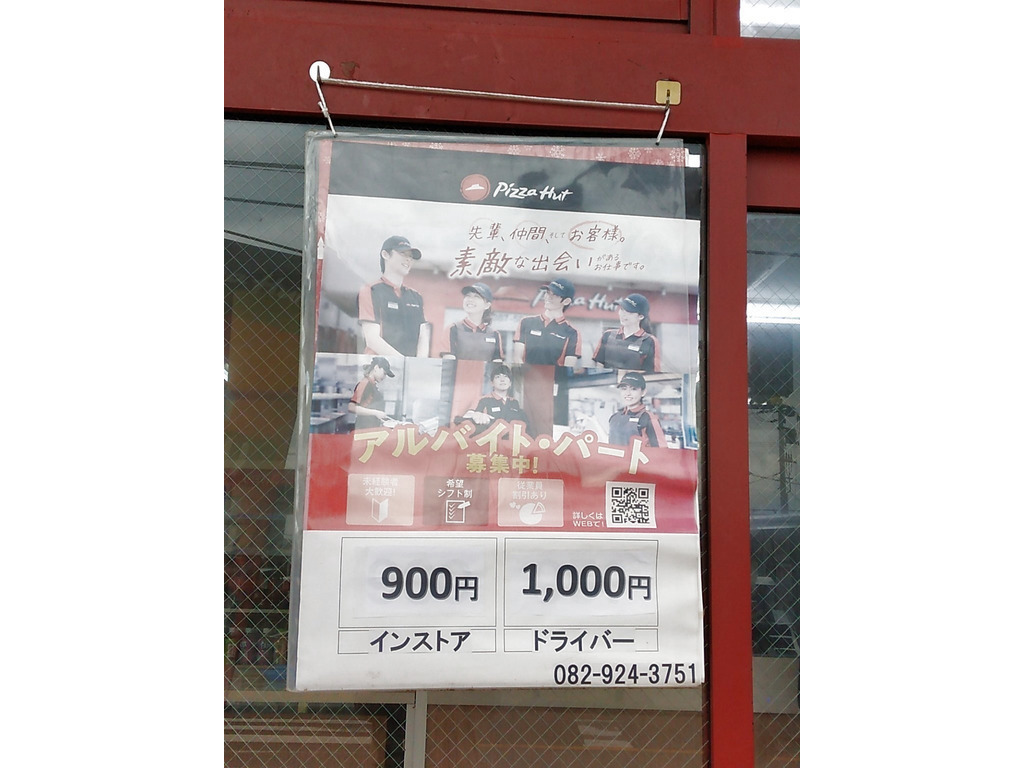 Pizza Hut
先輩、仲間、そしてお客様。
素敵な出会いがあるお仕事です。
Pizza Hut
アルバイト・パート
募集中!
未経験者
大歓迎!
希望
シフト制
従業員
割引あり
詳しくは
WEBで!
900円
1,000円
インストア
ドライバー
082-924-3751